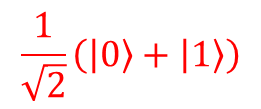 1/√2 (|0⟩ + |1⟩)